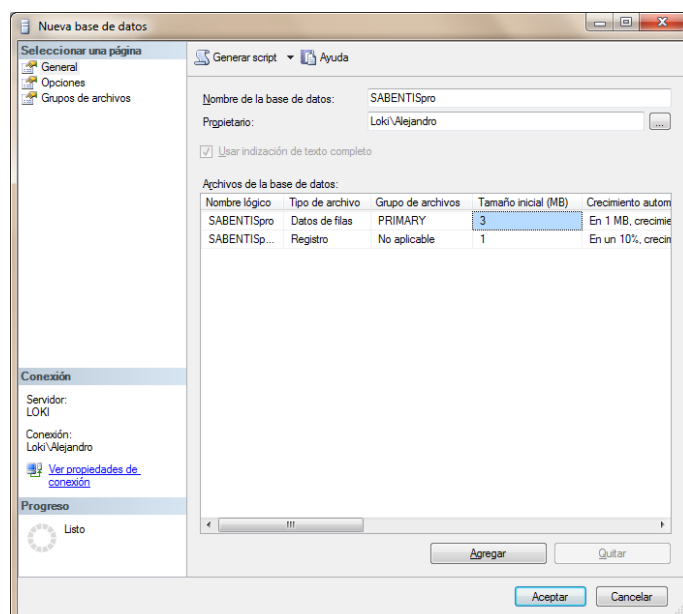 Nueva base de datos
Seleccionar una página
General
Opciones
Grupos de archivos
Generar script
Ayuda
Nombre de la base de datos: SABENTISpro
Propietario: Loki\Alejandro ...
Usar indización de texto completo
Archivos de la base de datos:
Nombre lógico Tipo de archivo Grupo de archivos Tamaño inicial (MB) Crecimiento autom
SABENTISpro Datos de filas PRIMARY 3 En 1 MB, crecimie
SABENTISp... Registro No aplicable 1 En un 10%, crecin
Conexión
Servidor:
LOKI
Conexión:
Loki\Alejandro
Ver propiedades de
conexión
Progreso
Listo
Agregar Quitar
Aceptar Cancelar